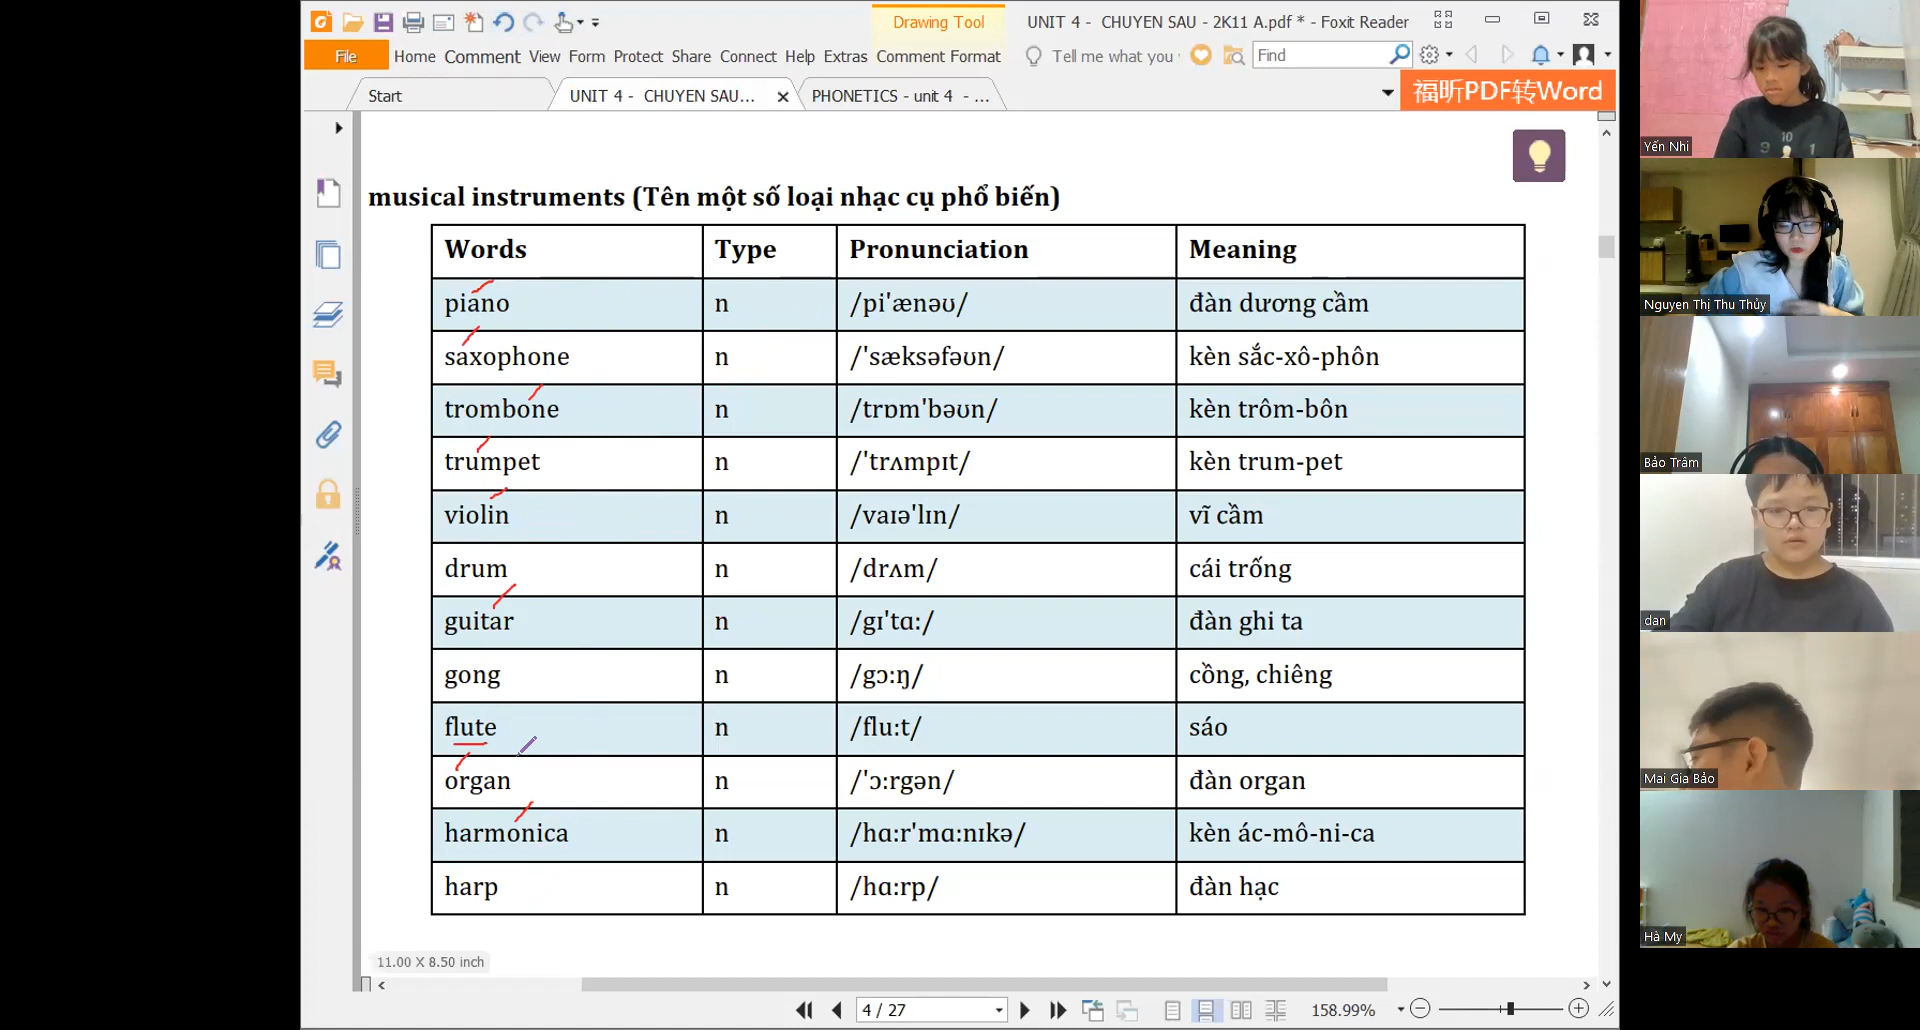 Drawing Tool
UNIT 4 - CHUYEN SAU - 2K11 A.pdf * - Foxit Reader
File Home Comment View Form Protect Share Connect Help Extras Comment Format Tell me what you Find
Start
UNIT 4 - CHUYEN SAU...
PHONETICS - unit 4 - ...
福昕PDF转Word
musical instruments (Tên một số loại nhạc cụ phổ biến)
Words Type Pronunciation Meaning
piano n /pi'ænəʊ/ đàn dương cầm
saxophone n /'sæksəfəʊn/ kèn sắc-xô-phôn
trombone n /trɒm'bəʊn/ kèn trôm-bôn
trumpet n /'trʌmpɪt/ kèn trum-pet
violin n /vaɪə'lɪn/ vĩ cầm
drum n /drʌm/ cái trống
guitar n /gɪ'tɑ:/ đàn ghi ta
gong n /gɔ:ŋ/ cồng, chiêng
flute n /flu:t/ sáo
organ n /'ɔ:rgən/ đàn organ
harmonica n /hɑ:r'mɑ:nɪkə/ kèn ác-mô-ni-ca
harp n /hɑ:rp/ đàn hạc
11.00 X 8.50 inch
4 / 27
158.99%
10
9 1
Yến Nhi
Nguyen Thị Thu Thủy
Bảo Trâm
dan
Mai Gia Bảo
Hà My